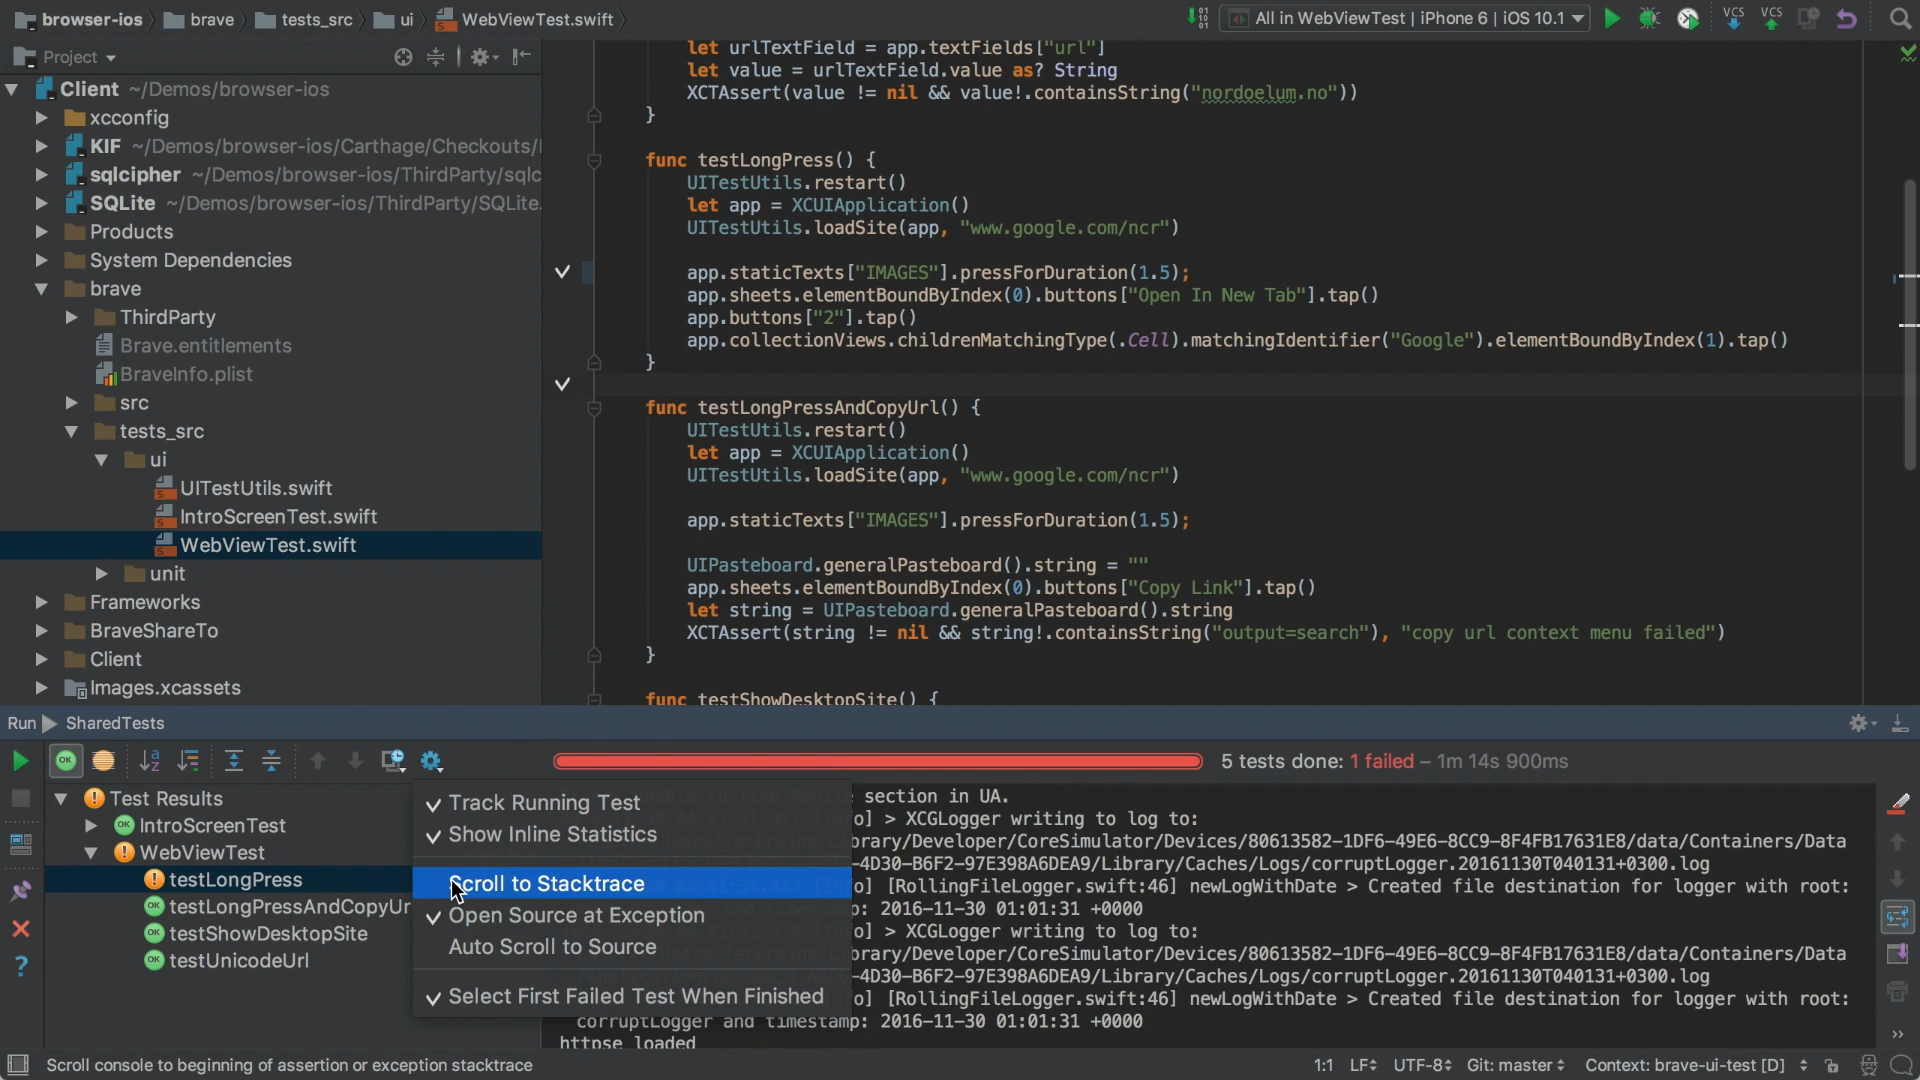 browser-ios
brave
tests_src
ui
WebViewTest.swift
All in WebViewTest | iPhone 6 | iOS 10.1
VCS
VCS
Project
Client ~/Demos/browser-ios
xcconfig
KIF ~/Demos/browser-ios/Carthage/Checkouts/
sqlcipher ~/Demos/browser-ios/ThirdParty/sqlc
SQLite ~/Demos/browser-ios/ThirdParty/SQLite.
Products
System Dependencies
brave
ThirdParty
Brave.entitlements
BraveInfo.plist
src
tests_src
ui
UITestUtils.swift
IntroScreenTest.swift
WebViewTest.swift
unit
Frameworks
BraveShareTo
Client
Images.xcassets
let urlTextField = app.textFields["url"]
let value = urlTextField.value as? String
XCTAssert(value != nil && value!.containsString("nordoelum.no"))
}
func testLongPress() {
UITestUtils.restart()
let app = XCUIApplication()
UITestUtils.loadSite(app, "www.google.com/ncr")
app.staticTexts["IMAGES"].pressForDuration(1.5);
app.sheets.elementBoundByIndex(0).buttons["Open In New Tab"].tap()
app.buttons["2"].tap()
app.collectionViews.childrenMatchingType(.Cell).matchingIdentifier("Google").elementBoundByIndex(1).tap()
}
func testLongPressAndCopyUrl() {
UITestUtils.restart()
let app = XCUIApplication()
UITestUtils.loadSite(app, "www.google.com/ncr")
app.staticTexts["IMAGES"].pressForDuration(1.5);
UIPasteboard.generalPasteboard().string = ""
app.sheets.elementBoundByIndex(0).buttons["Copy Link"].tap()
let string = UIPasteboard.generalPasteboard().string
XCTAssert(string != nil && string!.containsString("output=search"), "copy url context menu failed")
}
func testShowDesktopSite() {
Run SharedTests
5 tests done: 1 failed – 1m 14s 900ms
Test Results
IntroScreenTest
WebViewTest
testLongPress
testLongPressAndCopyUr
testShowDesktopSite
testUnicodeUrl
Track Running Test
Show Inline Statistics
Scroll to Stacktrace
Open Source at Exception
Auto Scroll to Source
Select First Failed Test When Finished
section in UA.
o] > XCGLogger writing to log to:
brary/Developer/CoreSimulator/Devices/80613582-1DF6-49E6-8CC9-8F4FB17631E8/data/Containers/Data
-4D30-B6F2-97E398A6DEA9/Library/Caches/Logs/corruptLogger.20161130T040131+0300.log
o] [RollingFileLogger.swift:46] newLogWithDate > Created file destination for logger with root:
: 2016-11-30 01:01:31 +0000
o] > XCGLogger writing to log to:
brary/Developer/CoreSimulator/Devices/80613582-1DF6-49E6-8CC9-8F4FB17631E8/data/Containers/Data
-4D30-B6F2-97E398A6DEA9/Library/Caches/Logs/corruptLogger.20161130T040131+0300.log
o] [RollingFileLogger.swift:46] newLogWithDate > Created file destination for logger with root:
corruptLogger and timestamp: 2016-11-30 01:01:31 +0000
httpse loaded
Scroll console to beginning of assertion or exception stacktrace
1:1 LF UTF-8 Git: master Context: brave-ui-test [D]